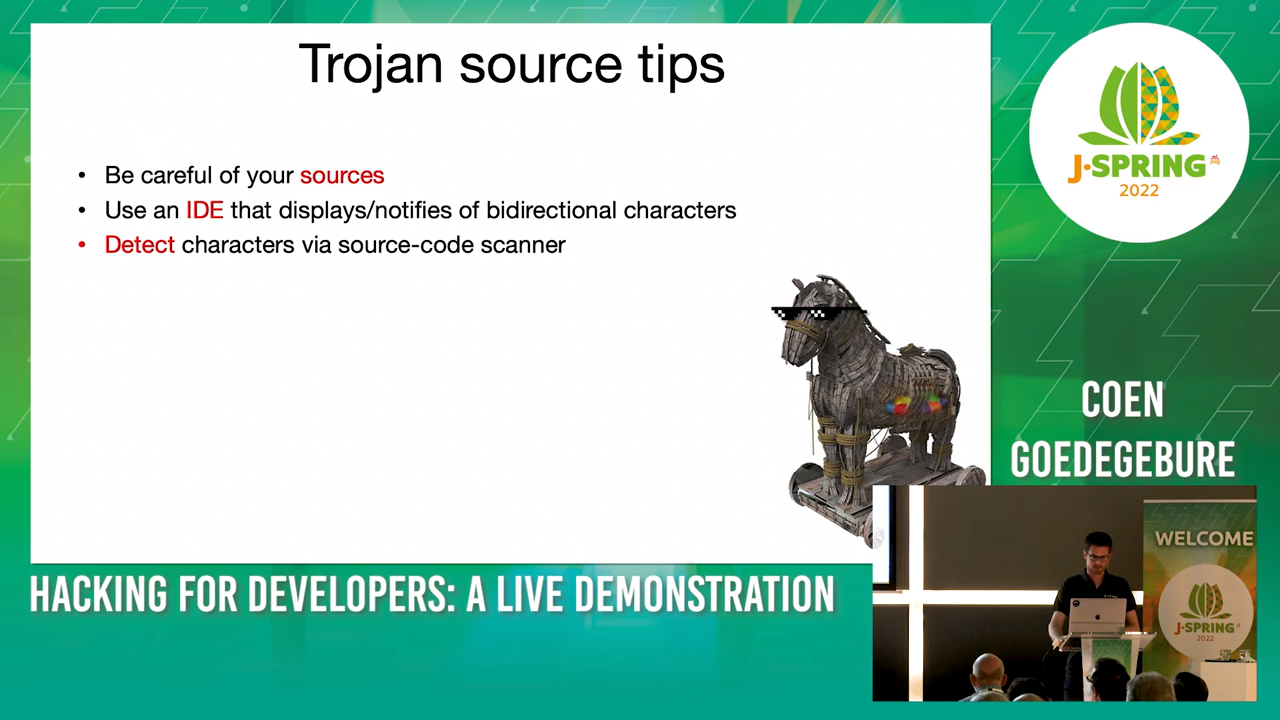 Trojan source tips
• Be careful of your sources
• Use an IDE that displays/notifies of bidirectional characters
• Detect characters via source-code scanner
J·SPRING
2022
COEN
GOEDEGEBURE
HACKING FOR DEVELOPERS: A LIVE DEMONSTRATION
WELCOME
J·SPRING
2022